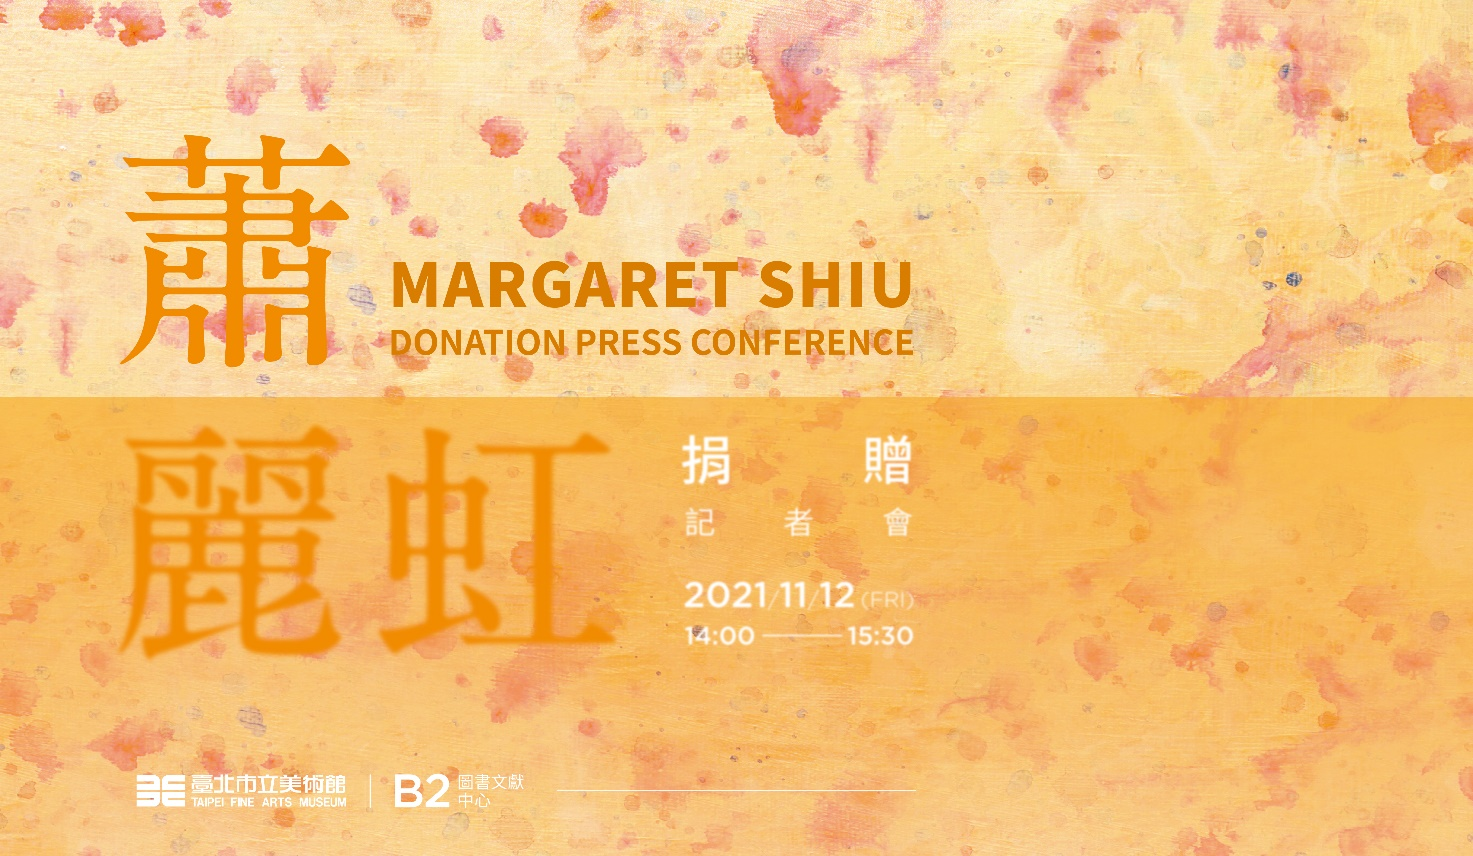 蕭
MARGARET SHIU
DONATION PRESS CONFERENCE
麗虹
捐贈
記者會
2021/11/12 (FRI)
14:00 — 15:30
臺北市立美術館
TAIPEI FINE ARTS MUSEUM
B2 圖書文獻中心